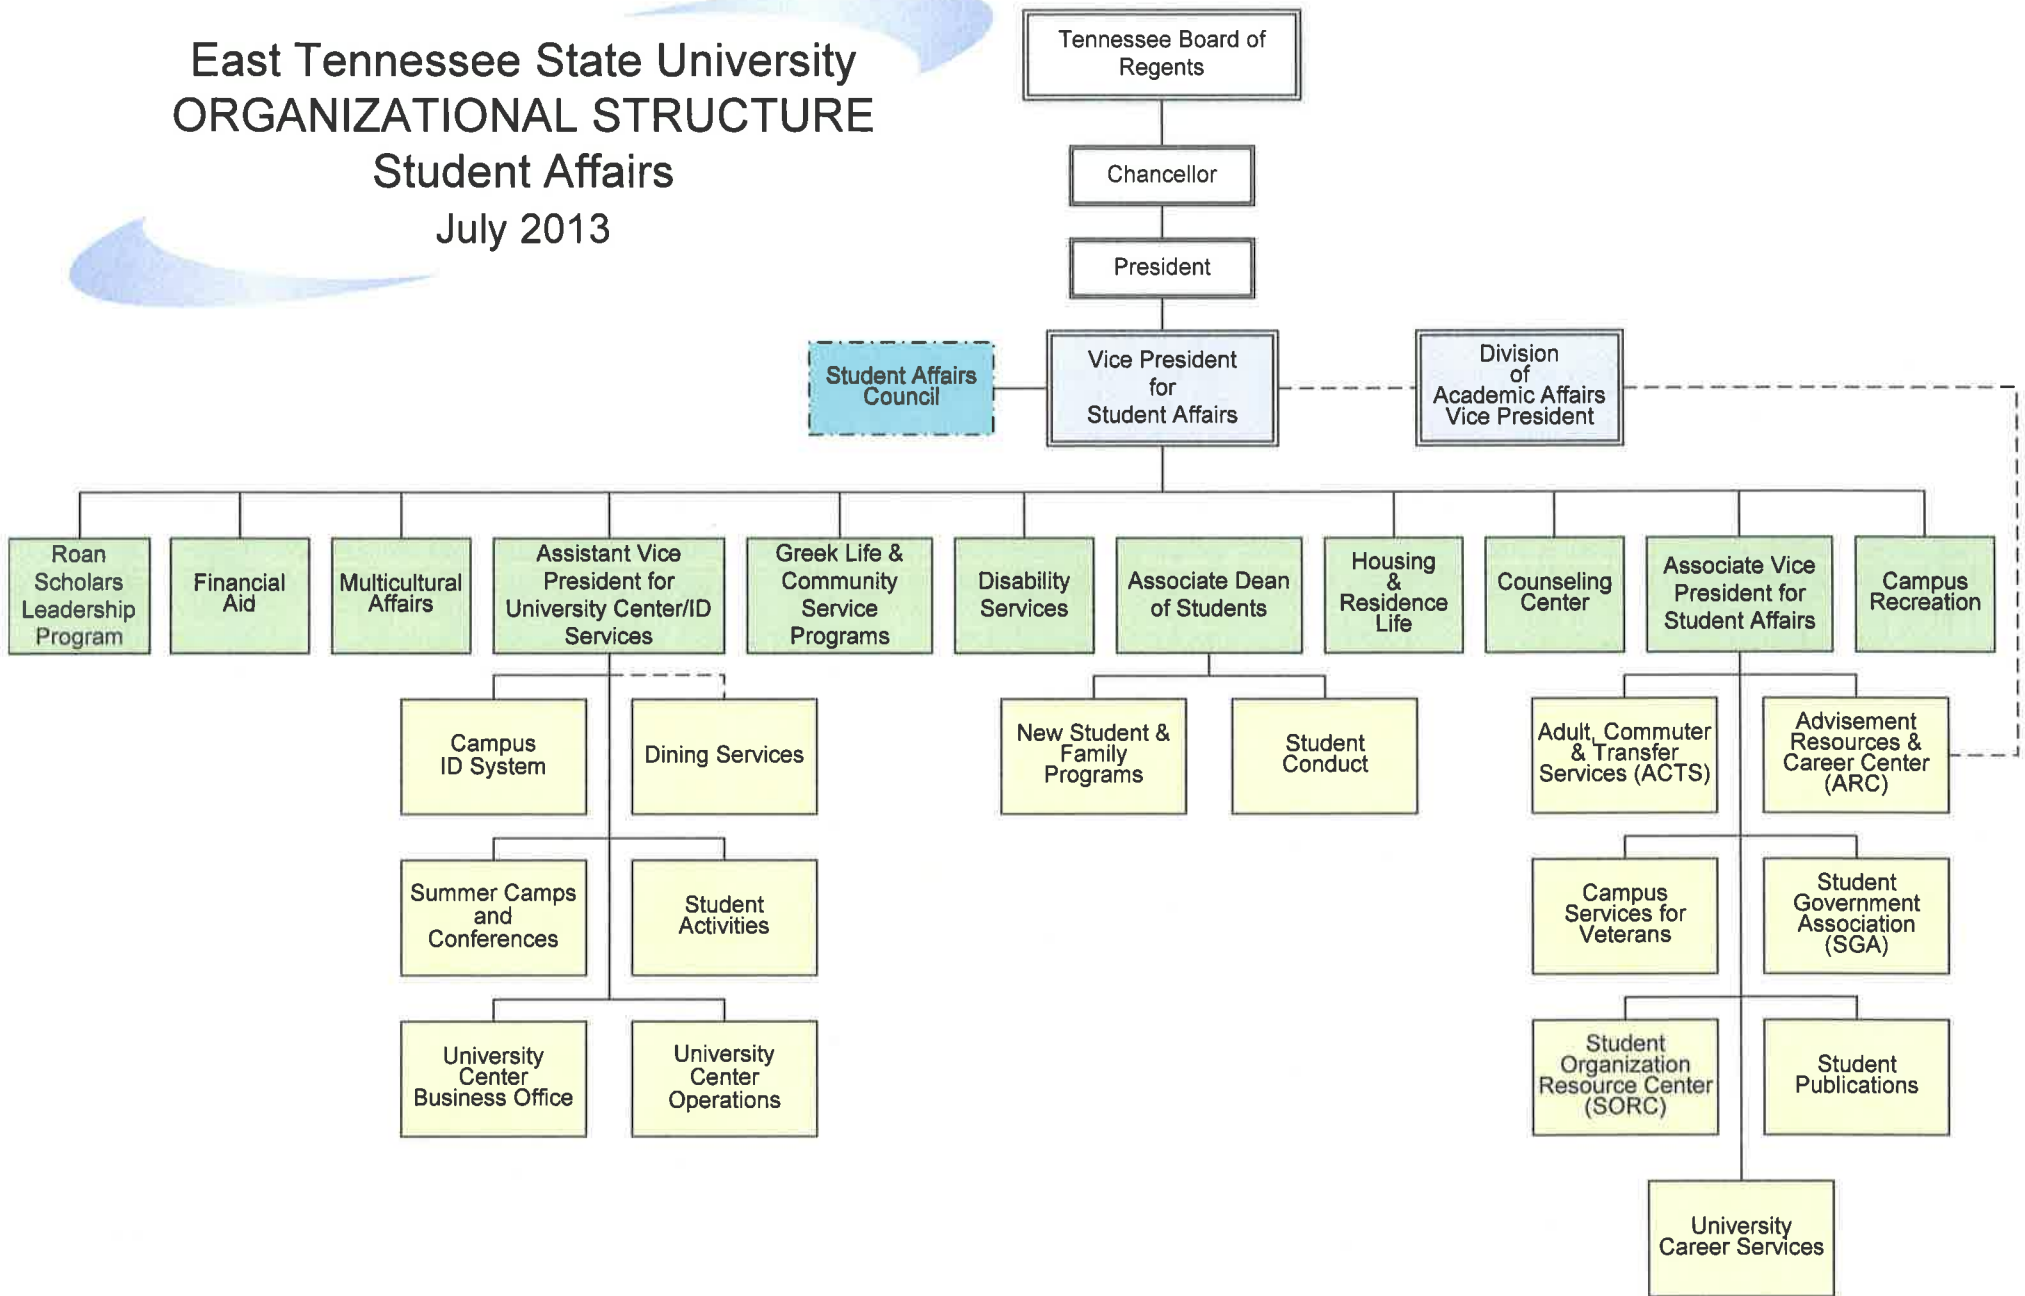 East Tennessee State University
ORGANIZATIONAL STRUCTURE
Student Affairs
July 2013
Tennessee Board of
Regents
Chancellor
President
Student Affairs
Council
Vice President
for
Student Affairs
Division
of
Academic Affairs
Vice President
Roan
Scholars
Leadership
Program
Financial
Aid
Multicultural
Affairs
Assistant Vice
President for
University Center/ID
Services
Greek Life &
Community
Service
Programs
Disability
Services
Associate Dean
of Students
Housing
&
Residence
Life
Counseling
Center
Associate Vice
President for
Student Affairs
Campus
Recreation
Campus
ID System
Dining Services
New Student &
Family
Programs
Student
Conduct
Adult, Commuter
& Transfer
Services (ACTS)
Advisement
Resources &
Career Center
(ARC)
Summer Camps
and
Conferences
Student
Activities
Campus
Services for
Veterans
Student
Government
Association
(SGA)
University
Center
Business Office
University
Center
Operations
Student
Organization
Resource Center
(SORC)
Student
Publications
University
Career Services